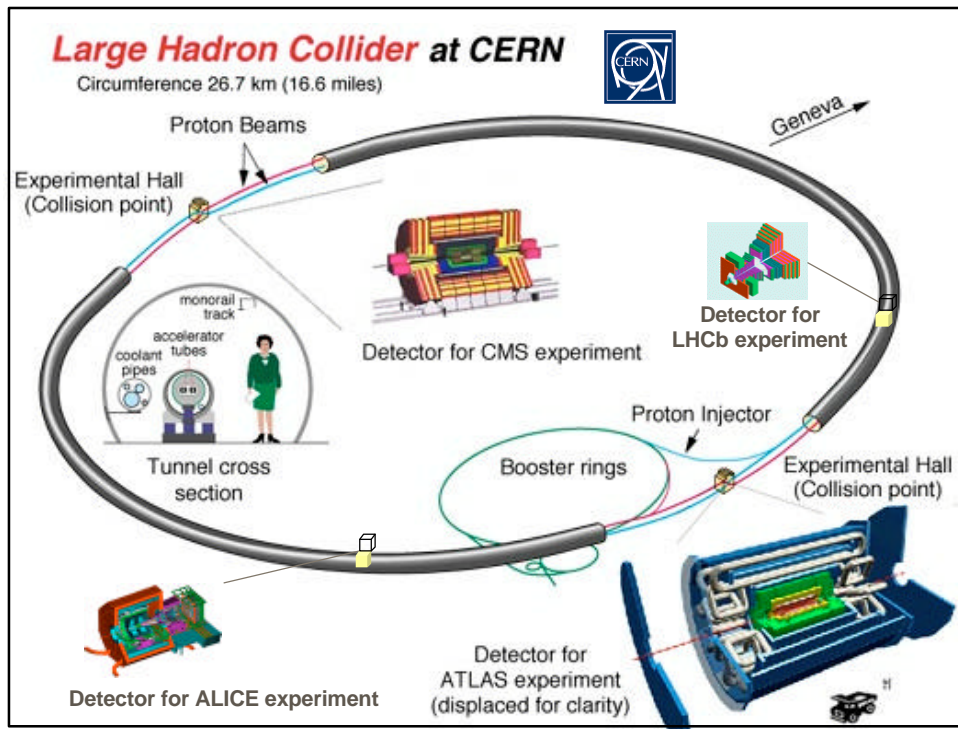 Large Hadron Collider at CERN
Circumference 26.7 km (16.6 miles)
CERN
Geneva
Proton Beams
Experimental Hall
(Collision point)
monorail
track
accelerator
tubes
coolant
pipes
Tunnel cross
section
Detector for CMS experiment
Detector for
LHCb experiment
Proton Injector
Booster rings
Experimental Hall
(Collision point)
Detector for ALICE experiment
Detector for
ATLAS experiment
(displaced for clarity)